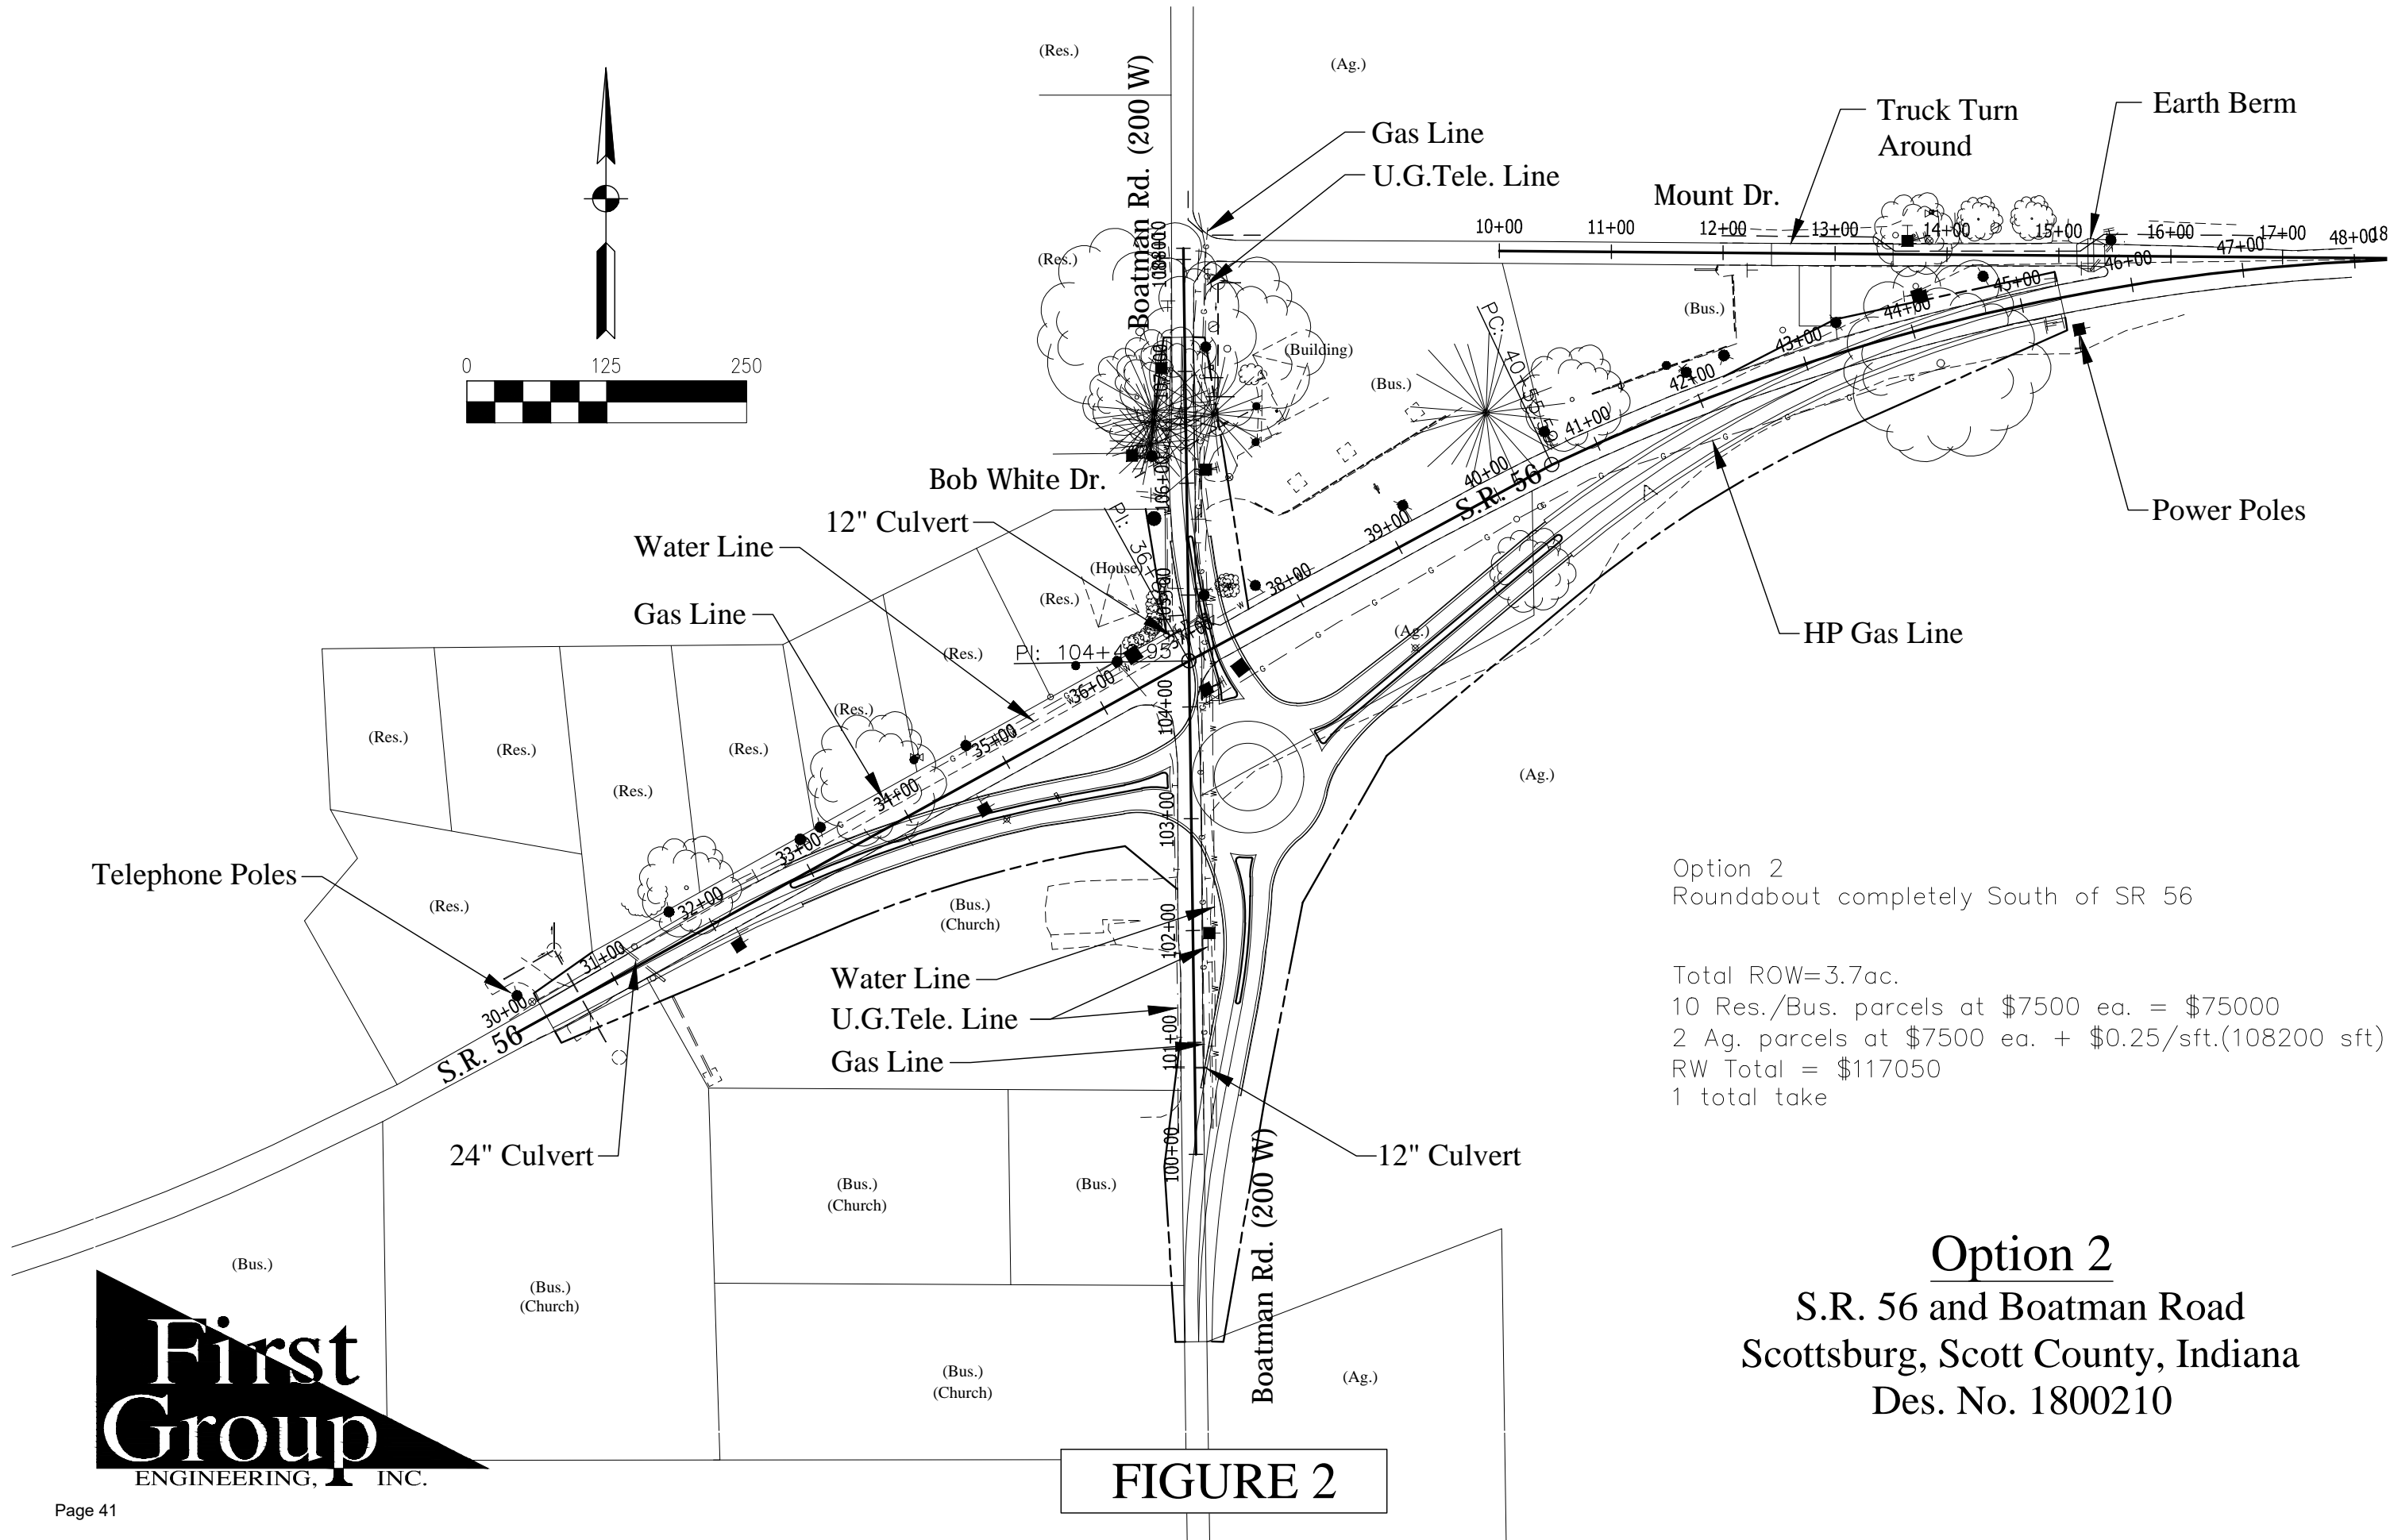 (Res.)
(Ag.)
Boatman Rd. (200 W)
Gas Line
U.G.Tele. Line
Truck Turn
Around
Earth Berm
Mount Dr.
10+00
11+00
12+00
13+00
14+00
15+00
16+00
17+00
18
48+00
47+00
46+00
45+00
44+00
43+00
42+00
41+00
40+00
39+00
38+00
0
125
250
(Res.)
(Bus.)
(Building)
(Bus.)
Bob White Dr.
12" Culvert
Water Line
Gas Line
(House)
(Res.)
(Res.)
(Res.)
106+00
S.R. 56
Power Poles
HP Gas Line
(Ag.)
36+00
35+00
34+00
33+00
32+00
31+00
30+00
104+00
103+00
102+00
101+00
100+00
(Res.)
(Res.)
(Res.)
(Res.)
(Res.)
(Ag.)
Telephone Poles
S.R. 56
(Bus.)
(Church)
Water Line
U.G.Tele. Line
Gas Line
24" Culvert
12" Culvert
Option 2
Roundabout completely South of SR 56
Total ROW=3.7ac.
10 Res./Bus. parcels at $7500 ea. = $75000
2 Ag. parcels at $7500 ea. + $0.25/sft.(108200 sft)
RW Total = $117050
1 total take
(Bus.)
(Church)
(Bus.)
Boatman Rd. (200 W)
(Bus.)
(Bus.)
(Church)
(Bus.)
(Church)
(Ag.)
Option 2
S.R. 56 and Boatman Road
Scottsburg, Scott County, Indiana
Des. No. 1800210
First
Group
ENGINEERING, INC.
FIGURE 2
Page 41